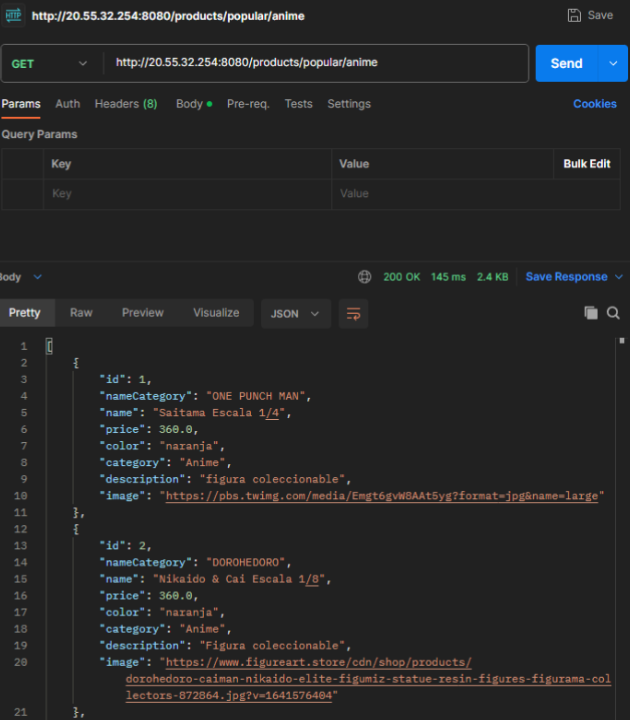 HTTP http://20.55.32.254:8080/products/popular/anime Save
GET http://20.55.32.254:8080/products/popular/anime Send
Params Auth Headers (8) Body Pre-req. Tests Settings Cookies
Query Params
Key Value Bulk Edit
Key Value
Body 200 OK 145 ms 2.4 KB Save Response
Pretty Raw Preview Visualize JSON
1 [
2 {
3 "id": 1,
4 "nameCategory": "ONE PUNCH MAN",
5 "name": "Saitama Escala 1/4",
6 "price": 360.0,
7 "color": "naranja",
8 "category": "Anime",
9 "description": "figura coleccionable",
10 "image": "https://pbs.twimg.com/media/Emgt6gvW8AAt5yg?format=jpg&name=large"
11 },
12 {
13 "id": 2,
14 "nameCategory": "DOROHEDORO",
15 "name": "Nikaido & Cai Escala 1/8",
16 "price": 360.0,
17 "color": "naranja",
18 "category": "Anime",
19 "description": "Figura coleccionable",
20 "image": "https://www.figureart.store/cdn/shop/products/
dorohedoro-caiman-nikaido-elite-figumiz-statue-resin-figures-figurama-col
lectors-872864.jpg?v=1641576404"
21 },